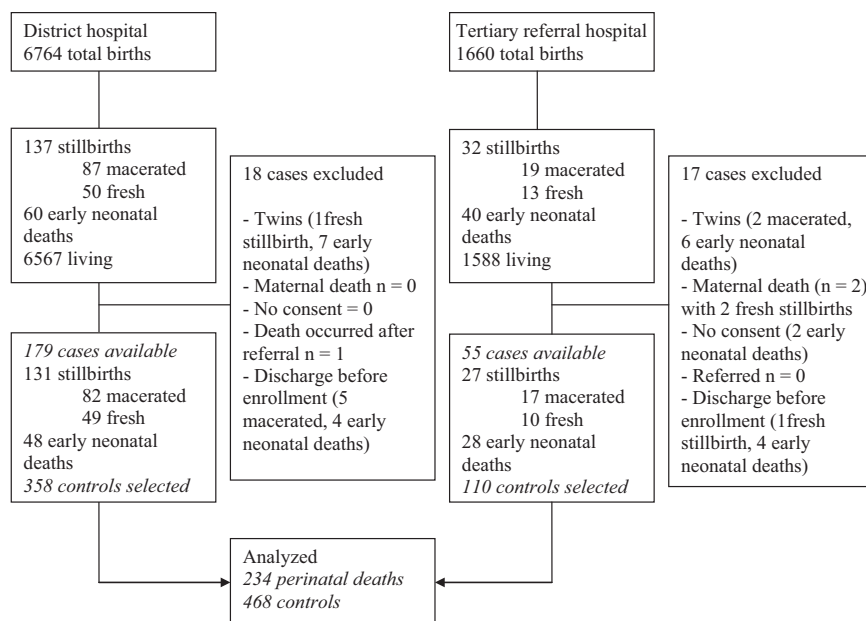 District hospital
6764 total births
Tertiary referral hospital
1660 total births
137 stillbirths
87 macerated
50 fresh
60 early neonatal
deaths
6567 living
18 cases excluded
- Twins (1fresh
stillbirth, 7 early
neonatal deaths)
- Maternal death n = 0
- No consent = 0
- Death occurred after
referral n = 1
- Discharge before
enrollment (5
macerated, 4 early
neonatal deaths)
32 stillbirths
19 macerated
13 fresh
40 early neonatal
deaths
1588 living
17 cases excluded
- Twins (2 macerated,
6 early neonatal
deaths)
- Maternal death (n = 2)
with 2 fresh stillbirths
- No consent (2 early
neonatal deaths)
- Referred n = 0
- Discharge before
enrollment (1fresh
stillbirth, 4 early
neonatal deaths)
179 cases available
131 stillbirths
82 macerated
49 fresh
48 early neonatal
deaths
358 controls selected
55 cases available
27 stillbirths
17 macerated
10 fresh
28 early neonatal
deaths
110 controls selected
Analyzed
234 perinatal deaths
468 controls